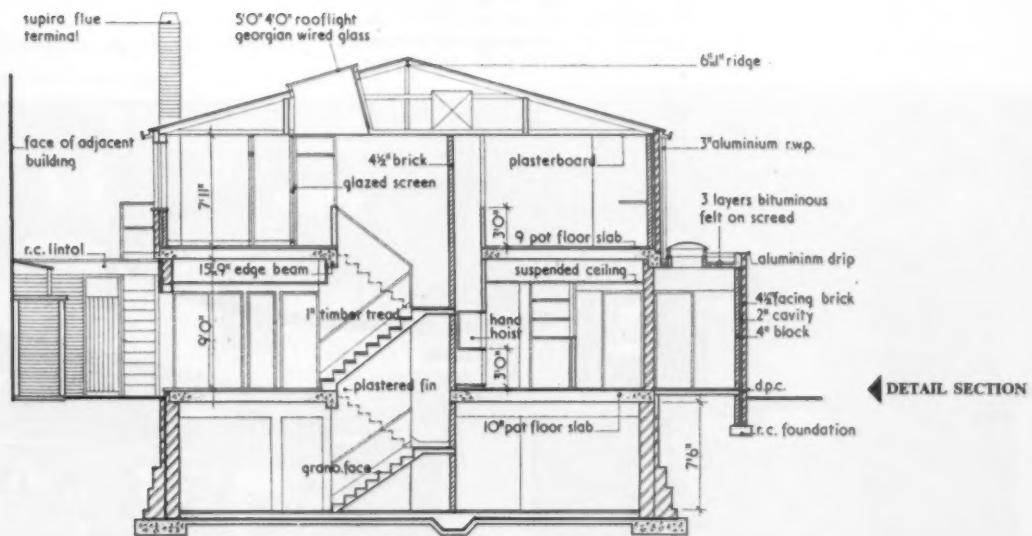 supira flue
terminal
5'0" 4'0" rooflight
georgian wired glass
6"x1" ridge
face of adjacent
building
4½" brick
plasterboard
3" aluminium r.w.p.
glazed screen
7'11"
3 layers bituminous
felt on screed
3'0"
r.c. lintol
9 pot floor slab
15"x9" edge beam
suspended ceiling
aluminim drip
1" timber tread
4½" facing brick
2" cavity
4" block
hand
hoist
9'0"
3'0"
plastered fin
d.p.c.
DETAIL SECTION
10" pot floor slab
r.c. foundation
grano. face
7'6"